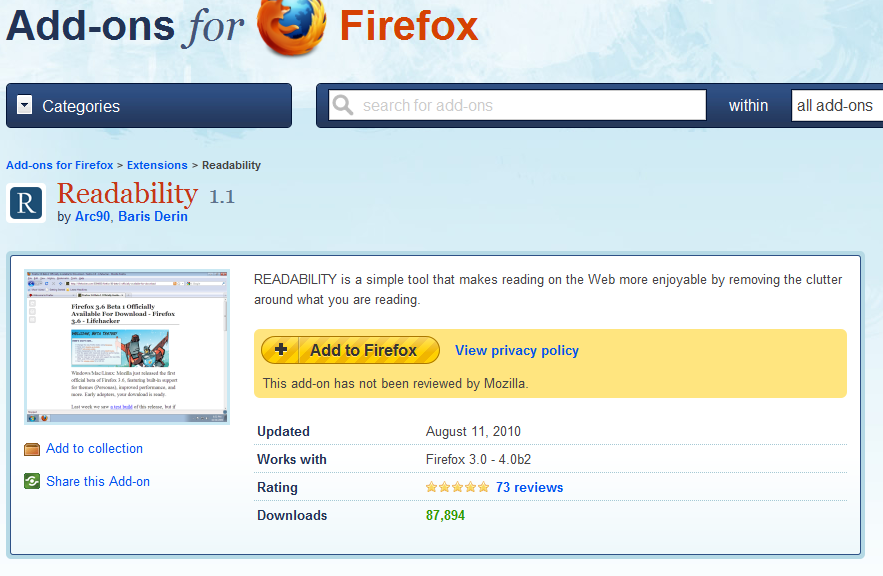 Add-ons for Firefox
Categories
search for add-ons within all add-ons
Add-ons for Firefox > Extensions > Readability
R
Readability 1.1
by Arc90, Baris Derin
READABILITY is a simple tool that makes reading on the Web more enjoyable by removing the clutter
around what you are reading.
Firefox 3.6 Beta 1 Officially
Available For Download - Firefox
3.6 - Lifehacker
Windows/Mac/Linux: Mozilla just released the first
official beta of Firefox 3.6, featuring built-in support
for themes (Personas), improved performance, and
more. Early adopters, your download is ready.
Last week we saw a test build of this release, but if
+ Add to Firefox View privacy policy
This add-on has not been reviewed by Mozilla.
Add to collection
Share this Add-on
Updated August 11, 2010
Works with Firefox 3.0 - 4.0b2
Rating 73 reviews
Downloads 87,894